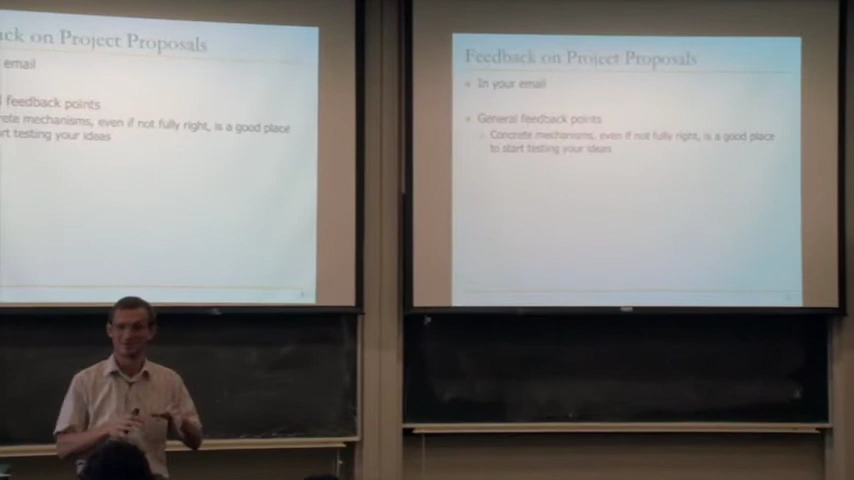 ck on Project Proposals
email
feedback points
rete mechanisms, even if not fully right, is a good place
rt testing your ideas
Feedback on Project Proposals
In your email
General feedback points
Concrete mechanisms, even if not fully right, is a good place
to start testing your ideas